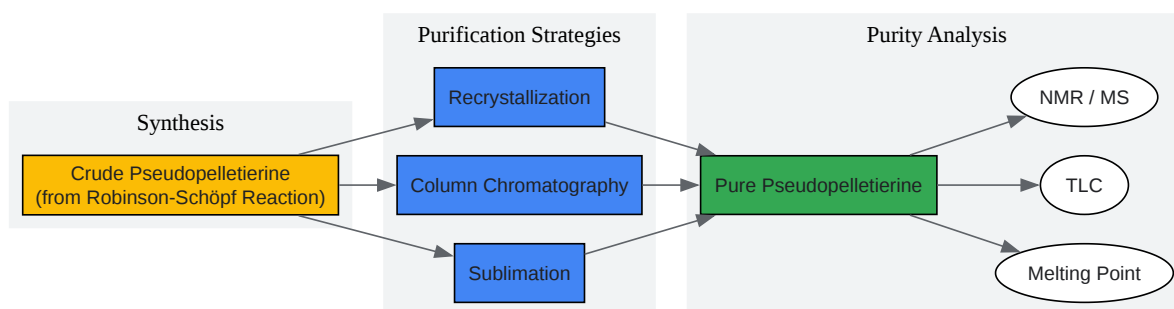 Synthesis
Crude Pseudopelletierine
(from Robinson-Schöpf Reaction)
Purification Strategies
Recrystallization
Column Chromatography
Sublimation
Purity Analysis
Pure Pseudopelletierine
NMR / MS
TLC
Melting Point